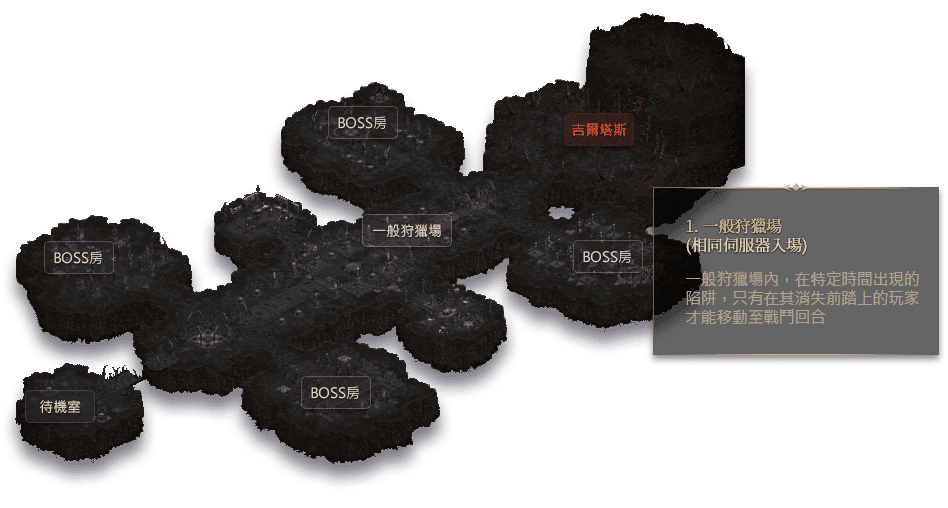 BOSS房
吉爾塔斯
一般狩獵場
BOSS房
BOSS房
待機室
BOSS房
1. 一般狩獵場
(相同伺服器入場)
一般狩獵場內，在特定時間出現的
陷阱，只有在其消失前踏上的玩家
才能移動至戰鬥回合